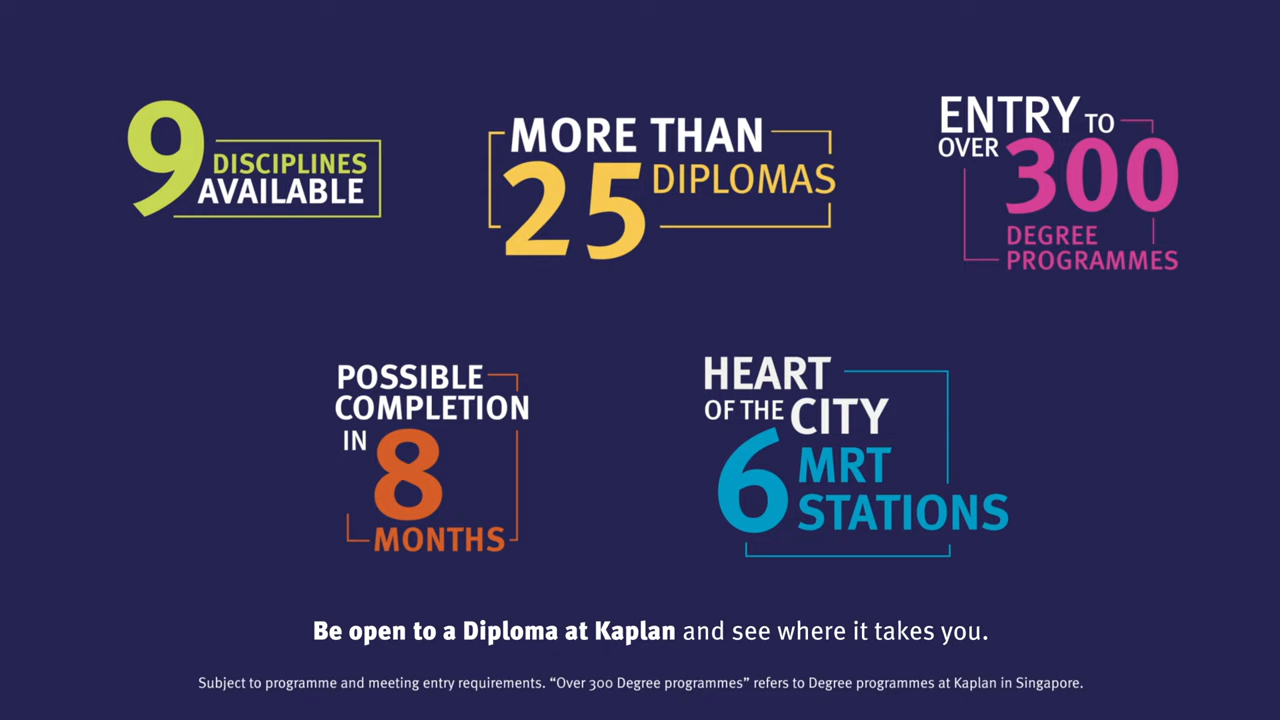 9 DISCIPLINES
AVAILABLE
MORE THAN
25 DIPLOMAS
ENTRY TO
OVER 300
DEGREE
PROGRAMMES
POSSIBLE
COMPLETION
IN 8
MONTHS
HEART
OF THE CITY
6 MRT
STATIONS
Be open to a Diploma at Kaplan and see where it takes you.
Subject to programme and meeting entry requirements. “Over 300 Degree programmes” refers to Degree programmes at Kaplan in Singapore.